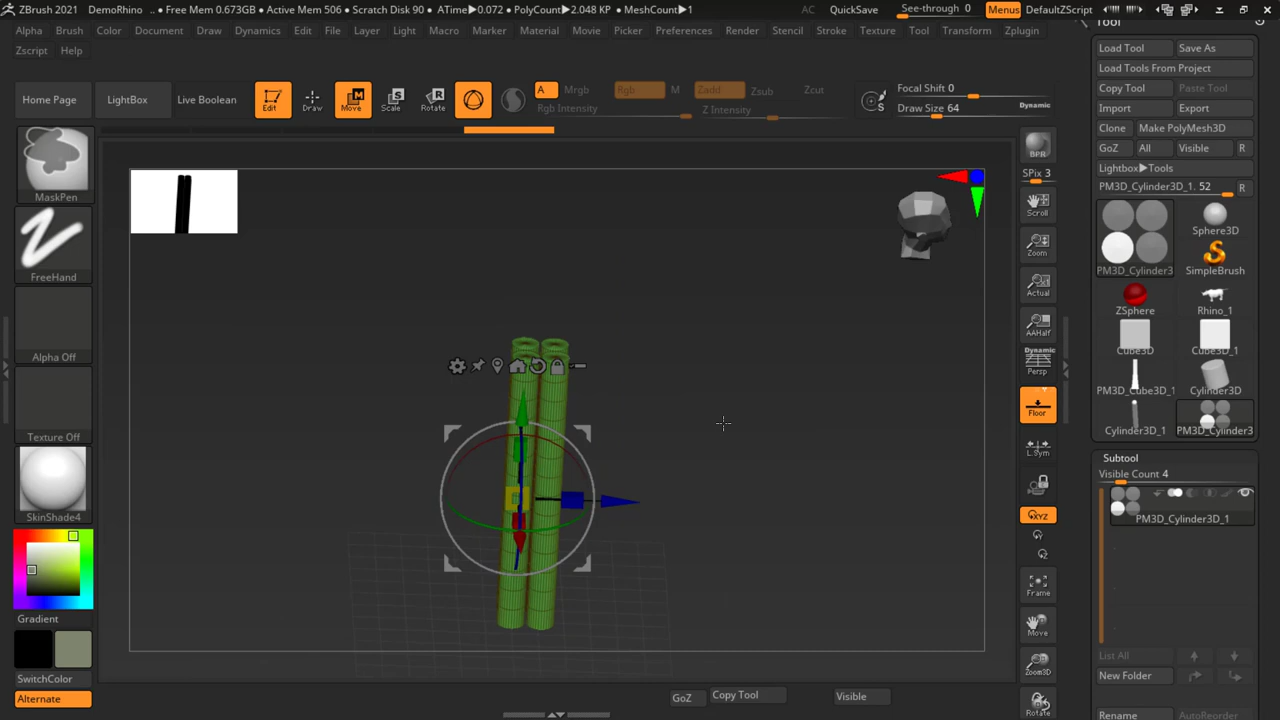 ZBrush 2021 DemoRhino .. • Free Mem 0.673GB • Active Mem 506 • Scratch Disk 90 • ATime▶0.072 • PolyCount▶2.048 KP • MeshCount▶1 AC QuickSave See-through 0 Menus DefaultZScript
Alpha Brush Color Document Draw Dynamics Edit File Layer Light Macro Marker Material Movie Picker Preferences Render Stencil Stroke Texture Tool Transform Zplugin
Zscript Help
Home Page LightBox Live Boolean Edit Draw Move Scale Rotate A Mrgb Rgb M Zadd Zsub Zcut Focal Shift 0
Rgb Intensity Z Intensity Draw Size 64 Dynamic
MaskPen
FreeHand
Alpha Off
Texture Off
SkinShade4
Gradient
SwitchColor
Alternate
BPR
SPix 3
Scroll
Zoom
Actual
AAHalf
Dynamic
Persp
Floor
L.Sym
XYZ
Frame
Move
Zoom3D
Rotate
GoZ Copy Tool Visible
Tool
Load Tool Save As
Load Tools From Project
Copy Tool Paste Tool
Import Export
Clone Make PolyMesh3D
GoZ All Visible R
Lightbox▶Tools
PM3D_Cylinder3D_1. 52 R
PM3D_Cylinder3 Sphere3D
SimpleBrush
ZSphere Rhino_1
Cube3D Cube3D_1
PM3D_Cube3D_1 Cylinder3D
Cylinder3D_1 PM3D_Cylinder3
Subtool
Visible Count 4
PM3D_Cylinder3D_1
List All
New Folder
Rename AutoReorder